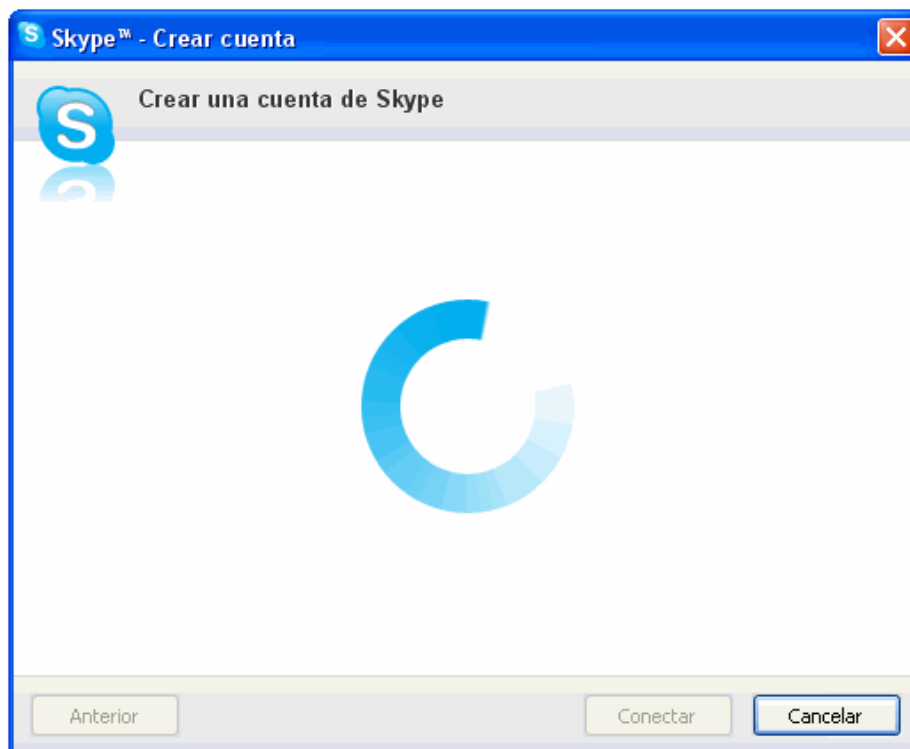 Skype™ - Crear cuenta
Crear una cuenta de Skype
Anterior
Conectar
Cancelar